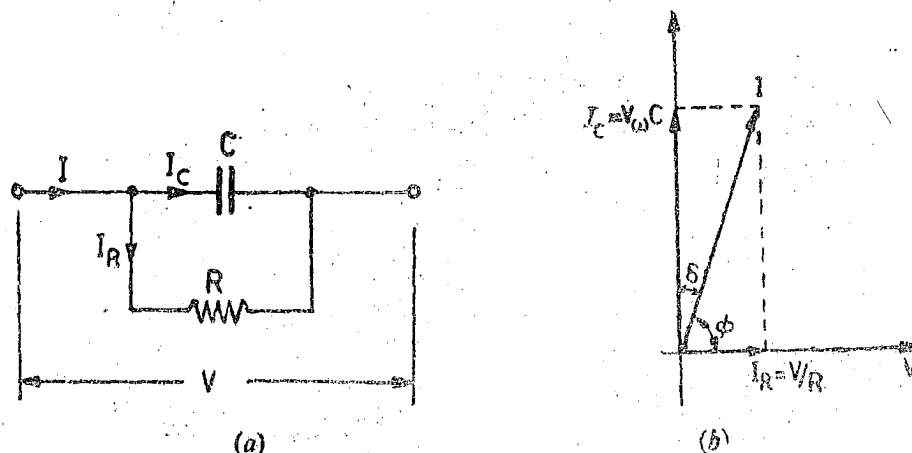 I
I_C
C
I_R
R
V
(a)
I_C = VωC
I
δ
φ
I_R = V/R
V
(b)